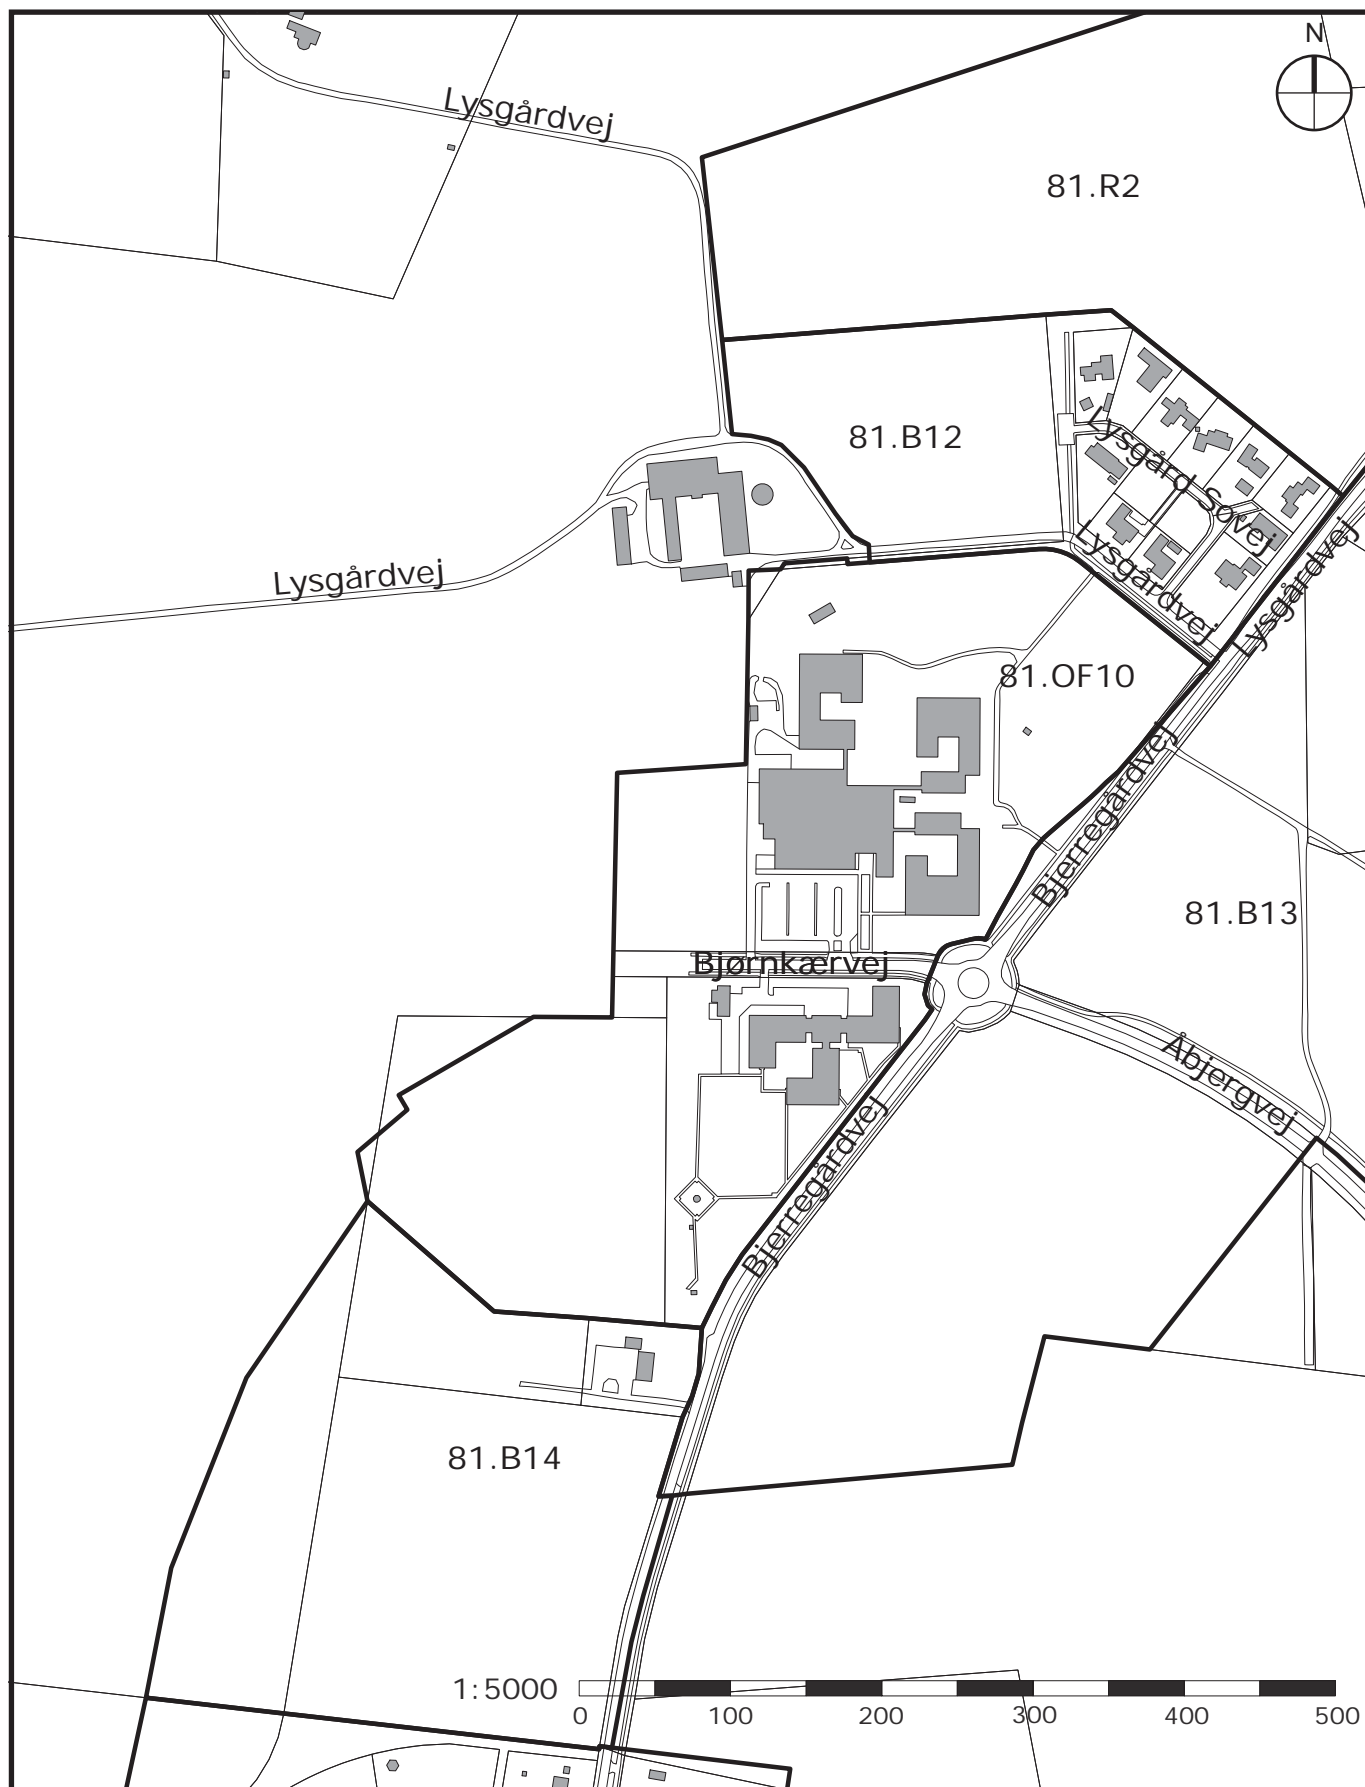 N
Lysgårdvej
81.R2
81.B12
Lysgård Søvej
Lysgårdvej
Lysgårdvej
Lysgårdvej
81.OF10
Bjerregårdvej
81.B13
Bjørnkærvej
Åbjergvej
Bjerregårdvej
81.B14
1:5000
0 100 200 300 400 500